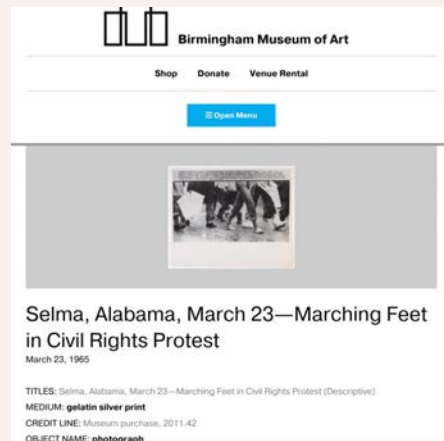 Birmingham Museum of Art
Shop Donate Venue Rental
☰ Open Menu
Selma, Alabama, March 23—Marching Feet
in Civil Rights Protest
March 23, 1965
TITLES: Selma, Alabama, March 23—Marching Feet in Civil Rights Protest (Descriptive)
MEDIUM: gelatin silver print
CREDIT LINE: Museum purchase, 2011.42
OBJECT NAME: photograph